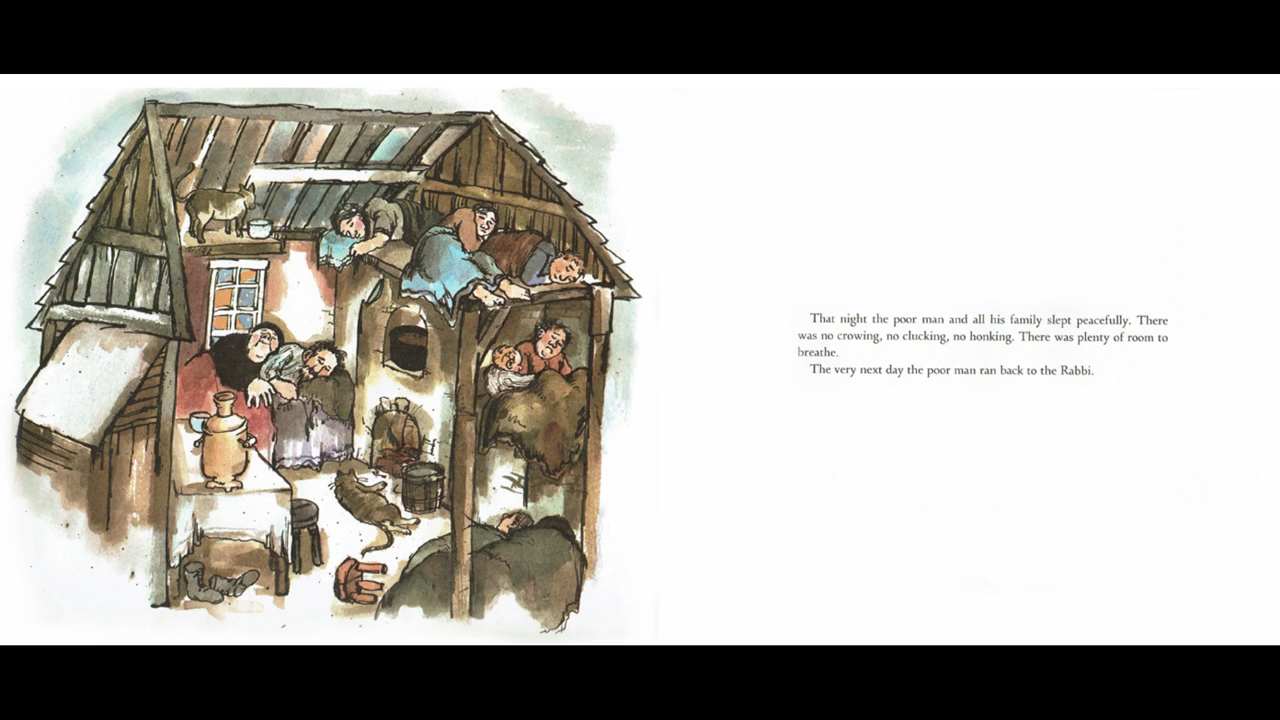 That night the poor man and all his family slept peacefully. There
was no crowing, no clucking, no honking. There was plenty of room to
breathe.
The very next day the poor man ran back to the Rabbi.